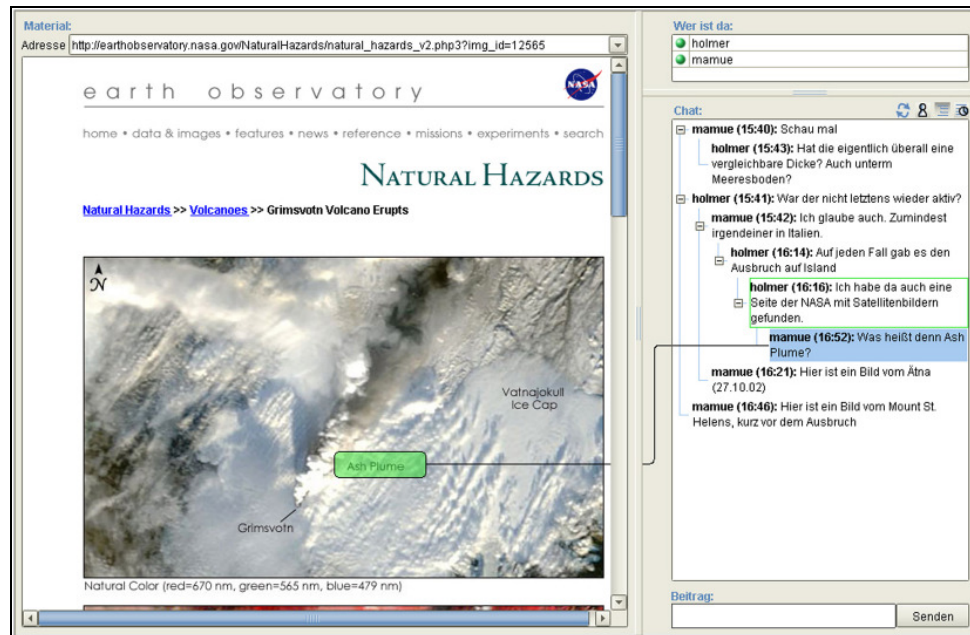 Material:
Adresse http://earthobservatory.nasa.gov/NaturalHazards/natural_hazards_v2.php3?img_id=12565
earth observatory
NASA
home • data & images • features • news • reference • missions • experiments • search
NATURAL HAZARDS
Natural Hazards >> Volcanoes >> Grimsvotn Volcano Erupts
N
Vatnajokull
Ice Cap
Ash Plume
Grimsvotn
Natural Color (red=670 nm, green=565 nm, blue=479 nm)
Wer ist da:
holmer
mamue
Chat:
mamue (15:40): Schau mal
holmer (15:43): Hat die eigentlich überall eine
vergleichbare Dicke? Auch unterm
Meeresboden?
holmer (15:41): War der nicht letztens wieder aktiv?
mamue (15:42): Ich glaube auch. Zumindest
irgendeiner in Italien.
holmer (16:14): Auf jeden Fall gab es den
Ausbruch auf Island
holmer (16:16): Ich habe da auch eine
Seite der NASA mit Satellitenbildern
gefunden.
mamue (16:52): Was heißt denn Ash
Plume?
mamue (16:21): Hier ist ein Bild vom Ätna
(27.10.02)
mamue (16:46): Hier ist ein Bild vom Mount St.
Helens, kurz vor dem Ausbruch
Beitrag:
Senden